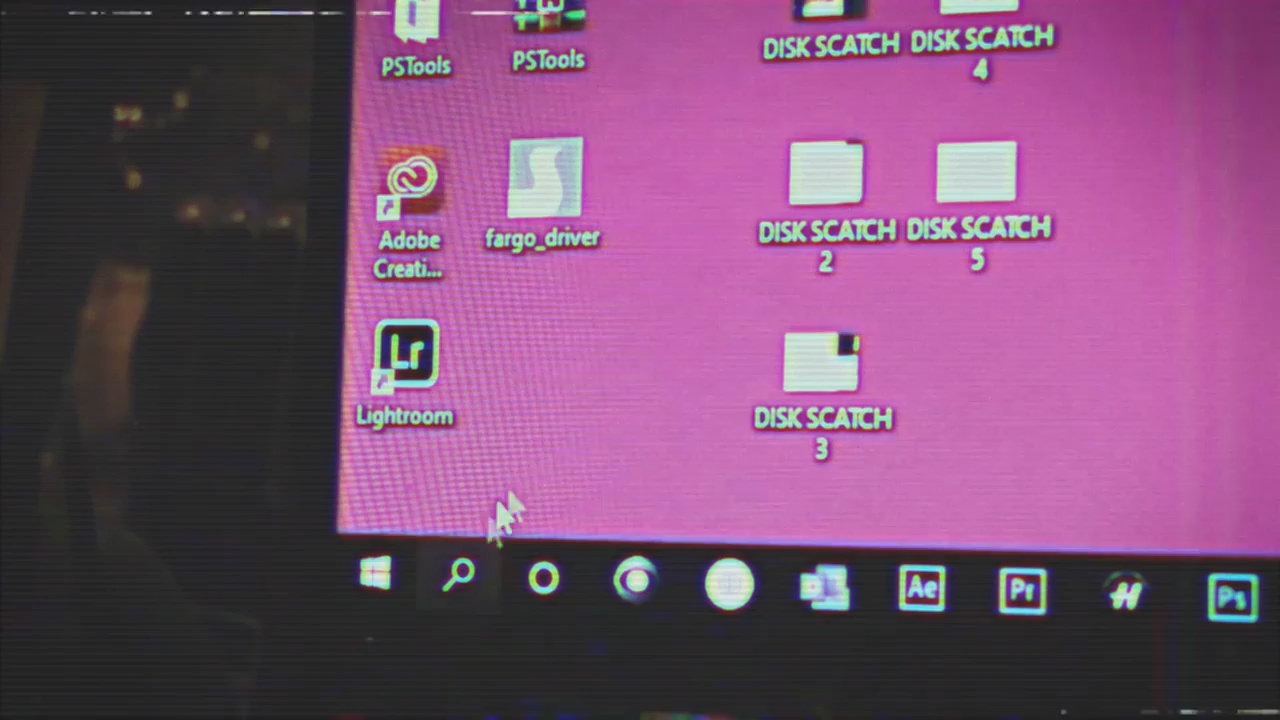 PSTools
PSTools
DISK SCATCH
DISK SCATCH
4
Adobe
Creati...
fargo_driver
DISK SCATCH
2
DISK SCATCH
5
Lr
Lightroom
DISK SCATCH
3
Ae
Pr
H
Ps